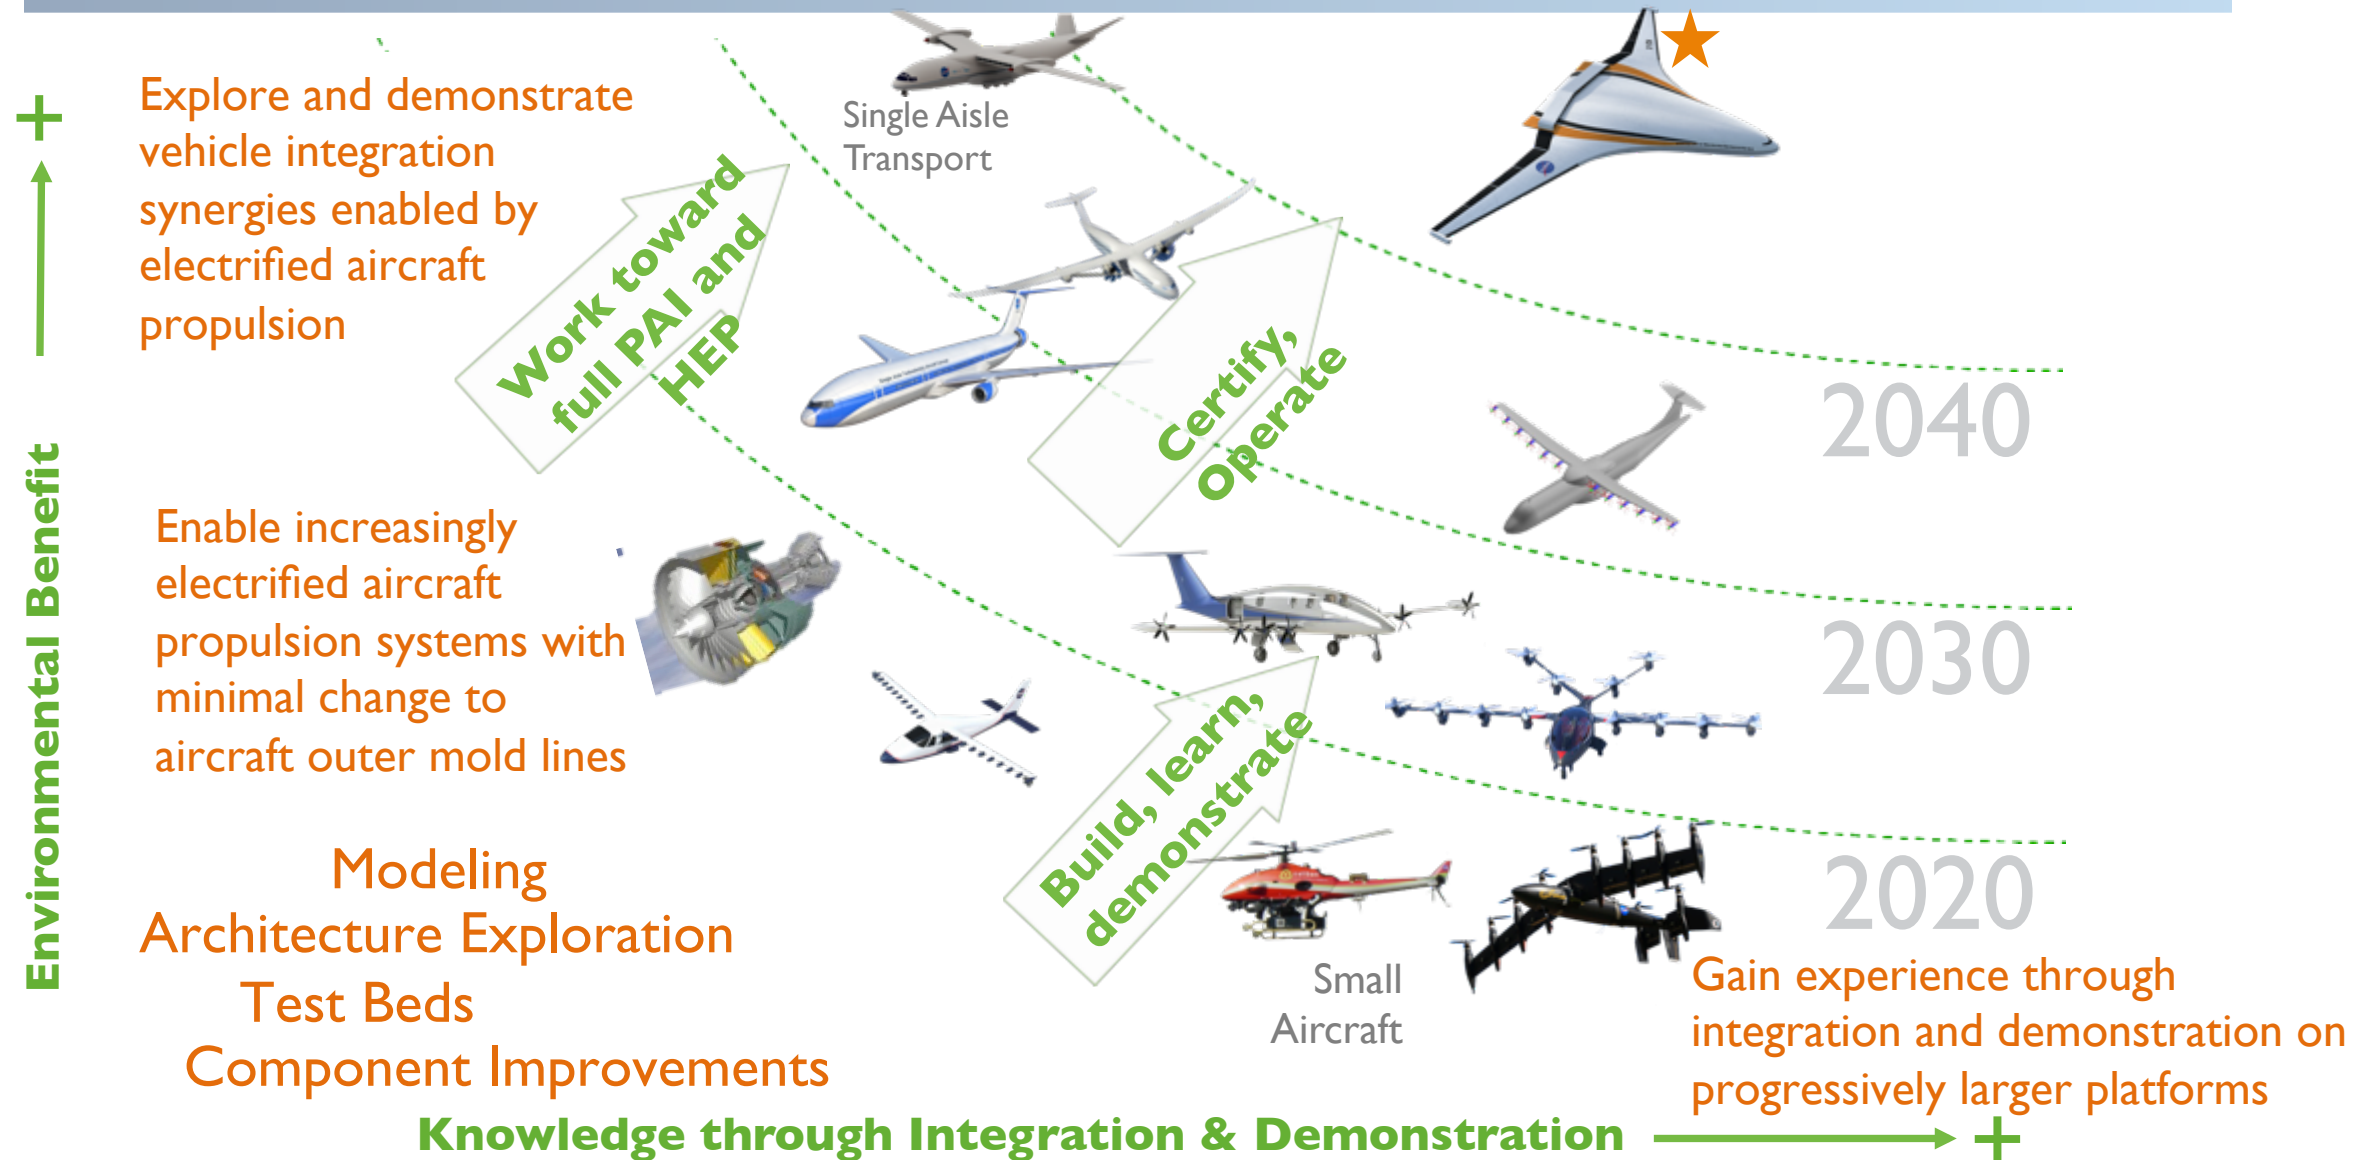 Explore and demonstrate
vehicle integration
synergies enabled by
electrified aircraft
propulsion
Single Aisle
Transport
Work toward
full PAI and
HEP
Certify,
Operate
2040
Environmental Benefit
+
Enable increasingly
electrified aircraft
propulsion systems with
minimal change to
aircraft outer mold lines
2030
Build, learn,
demonstrate
2020
Modeling
Architecture Exploration
Test Beds
Component Improvements
Small
Aircraft
Gain experience through
integration and demonstration on
progressively larger platforms
Knowledge through Integration & Demonstration
+